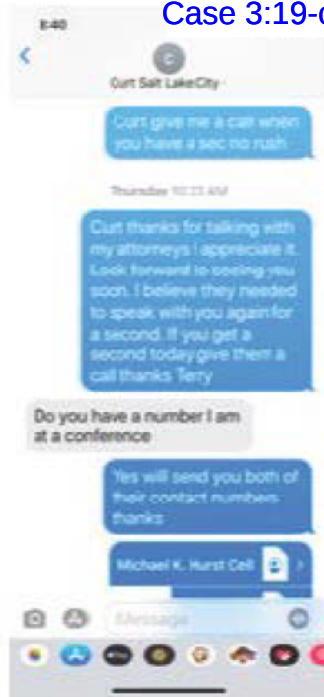 Case 3:19-c
8:40
C
Curt Salt LakeCity
Curt give me a call when
you have a sec no rush
Thursday 10:23 AM
Curt thanks for talking with
my attorneys I appreciate it.
Look forward to seeing you
soon. I believe they needed
to speak with you again for
a second. If you get a
second today give them a
call thanks Terry
Do you have a number I am
at a conference
Yes will send you both of
their contact numbers
thanks
Michael K. Hurst Cell
Message